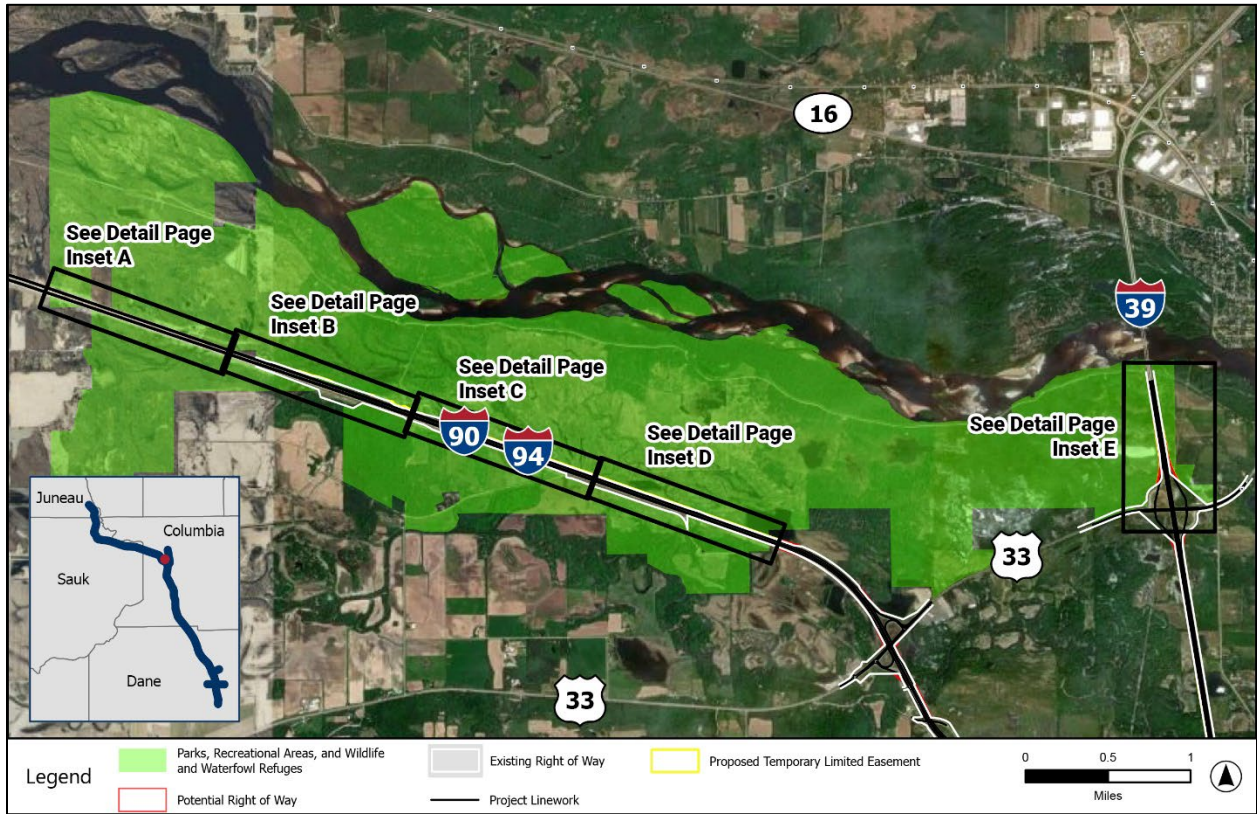 16
39
See Detail Page
Inset A
See Detail Page
Inset B
See Detail Page
Inset C
90
94
See Detail Page
Inset D
See Detail Page
Inset E
33
33
Juneau
Columbia
Sauk
Dane
Legend
Parks, Recreational Areas, and Wildlife
and Waterfowl Refuges
Existing Right of Way
Proposed Temporary Limited Easement
Potential Right of Way
Project Linework
0 0.5 1
Miles